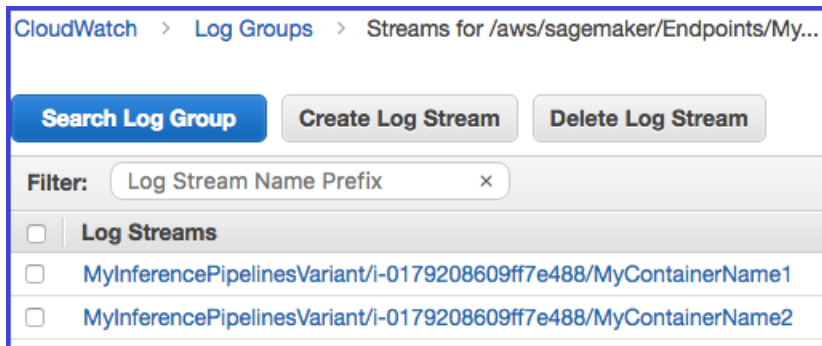 CloudWatch > Log Groups > Streams for /aws/sagemaker/Endpoints/My...
Search Log Group Create Log Stream Delete Log Stream
Filter: Log Stream Name Prefix ×
Log Streams
MyInferencePipelinesVariant/i-0179208609ff7e488/MyContainerName1
MyInferencePipelinesVariant/i-0179208609ff7e488/MyContainerName2